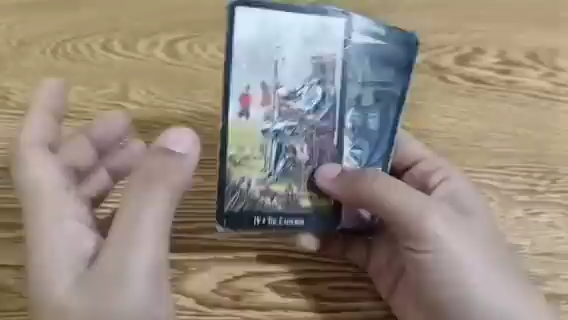 IV • The Emperor